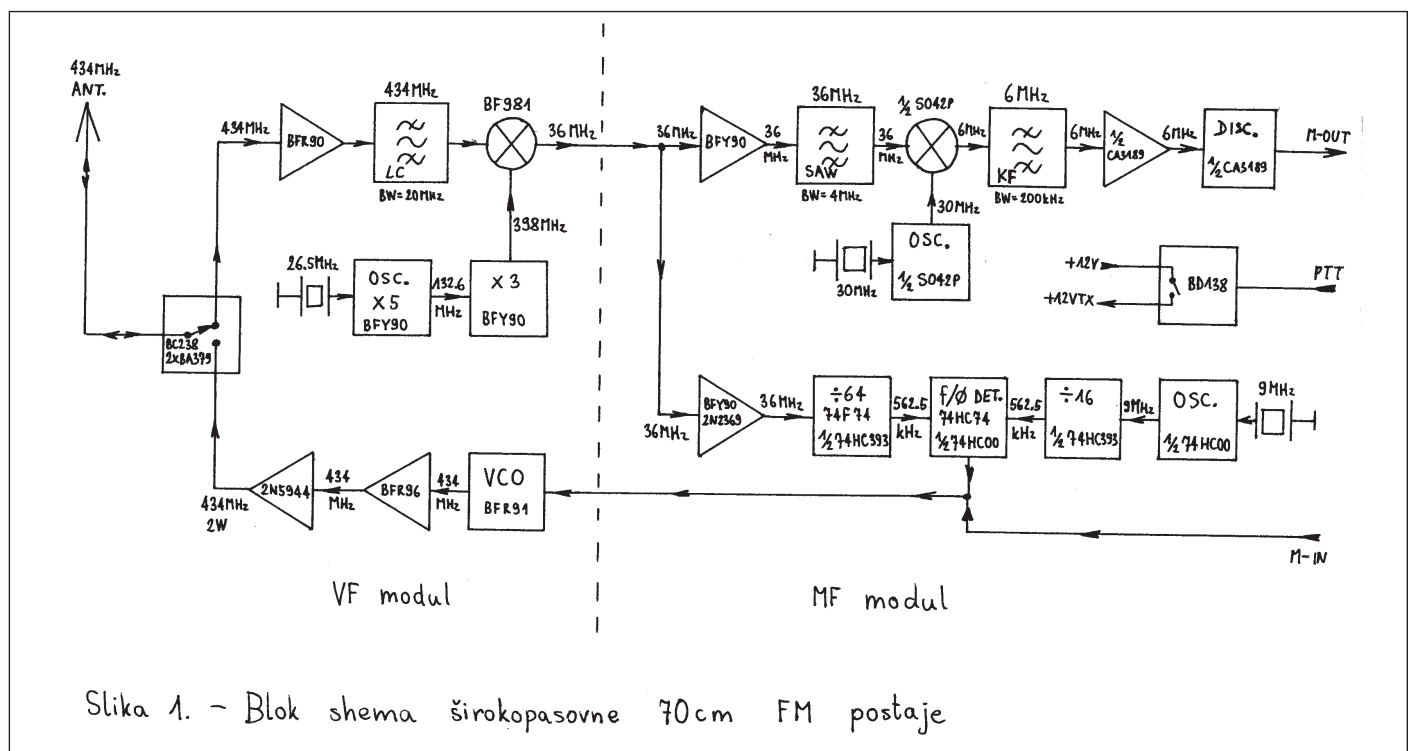 434MHz
ANT.
434MHz
BFR90
434MHz
LC
BW=20MHz
BF981
36MHz
398MHz
26.5MHz
OSC.
X5
BFY90
132.6
MHz
X3
BFY90
BC238
2xBA379
434MHz
2W
2N5944
434
MHz
BFR96
434
MHz
VCO
BFR91
VF modul
36MHz
BFY90
36
MHz
36MHz
SAW
BW=4MHz
36
MHz
1/2 SO42P
6MHz
30MHz
OSC.
1/2 SO42P
30MHz
6MHz
KF
BW=200kHz
6MHz
1/2
CA3189
6MHz
DISC.
1/2 CA3189
M-OUT
+12V
+12VTX
BD138
PTT
36MHz
BFY90
2N2369
36MHz
÷64
74F74
1/2 74HC393
562.5
kHz
f/Ø DET.
74HC74
1/2 74HC00
562.5
kHz
÷16
1/2 74HC393
9MHz
OSC.
1/2 74HC00
9MHz
M-IN
MF modul
Slika 1. - Blok shema širokopasovne 70cm FM postaje